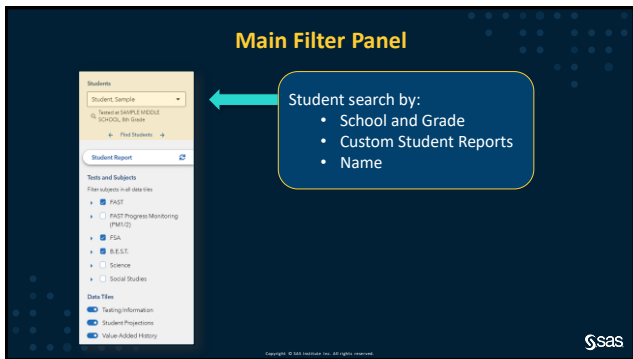 Main Filter Panel
Students
Student, Sample
Tested at SAMPLE MIDDLE
SCHOOL, 8th Grade
Find Students
Student Report
Tests and Subjects
Filter subjects in all data tiles
FAST
FAST Progress Monitoring
(PM1/2)
FSA
B.E.S.T.
Science
Social Studies
Data Tiles
Testing Information
Student Projections
Value-Added History
Student search by:
• School and Grade
• Custom Student Reports
• Name
Copyright © SAS Institute Inc. All rights reserved.
sas